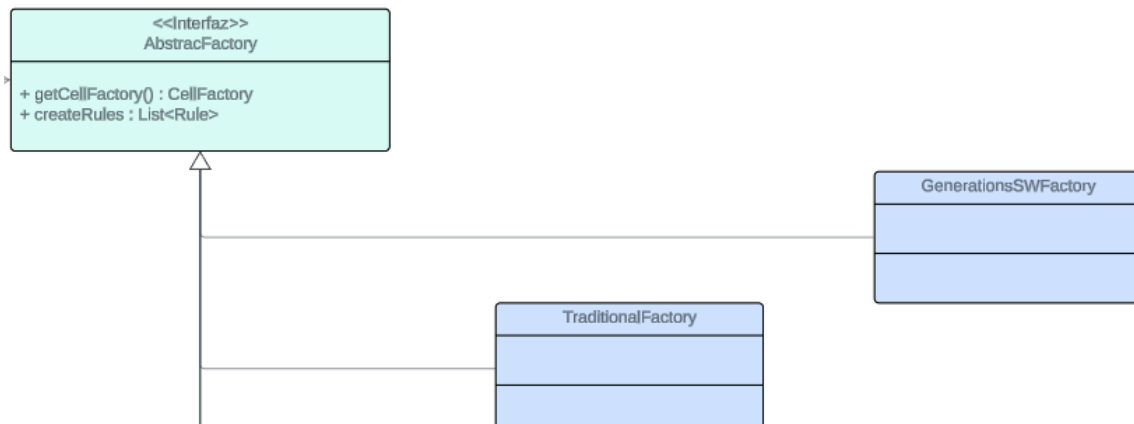 <<Interfaz>>
AbstracFactory
+ getCellFactory() : CellFactory
+ createRules : List<Rule>
GenerationsSWFactory
TraditionalFactory